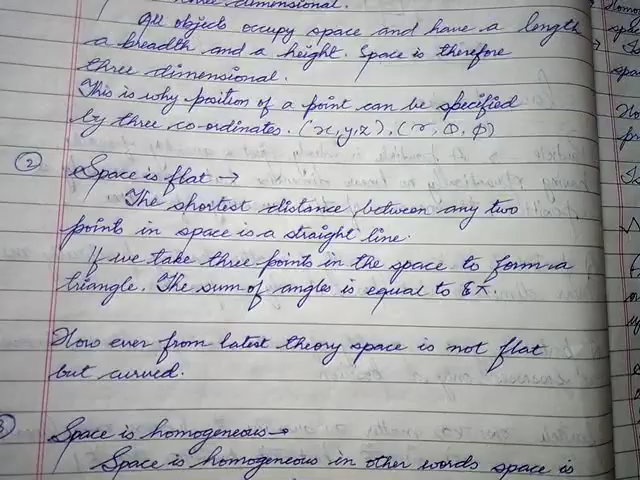 three dimensional.
All objects occupy space and have a length
a breadth and a height. Space is therefore
three dimensional.
This is why position of a point can be specified
by three co-ordinates. (x, y, z), (r, θ, ϕ)
② Space is flat →
The shortest distance between any two
points in space is a straight line.
If we take three points in the space to form a
triangle. The sum of angles is equal to π.
How ever from latest theory space is not flat
but curved.
③ Space is homogeneous →
Space is homogeneous in other words space is